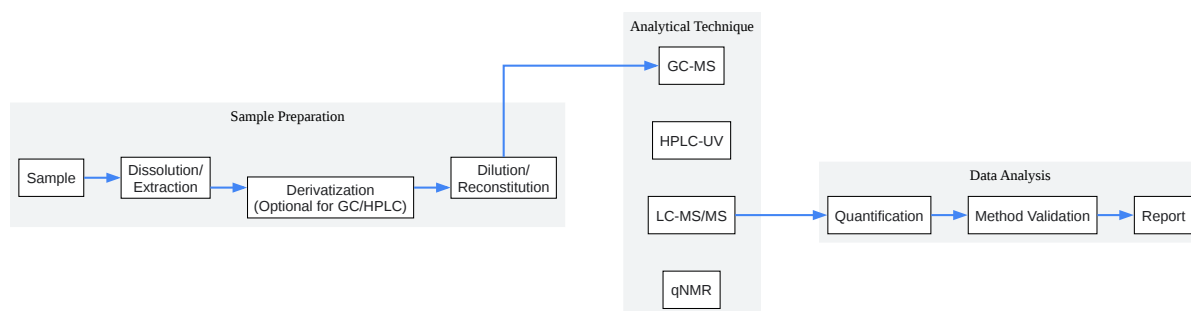 Sample Preparation
Sample
Dissolution/
Extraction
Derivatization
(Optional for GC/HPLC)
Dilution/
Reconstitution
Analytical Technique
GC-MS
HPLC-UV
LC-MS/MS
qNMR
Data Analysis
Quantification
Method Validation
Report